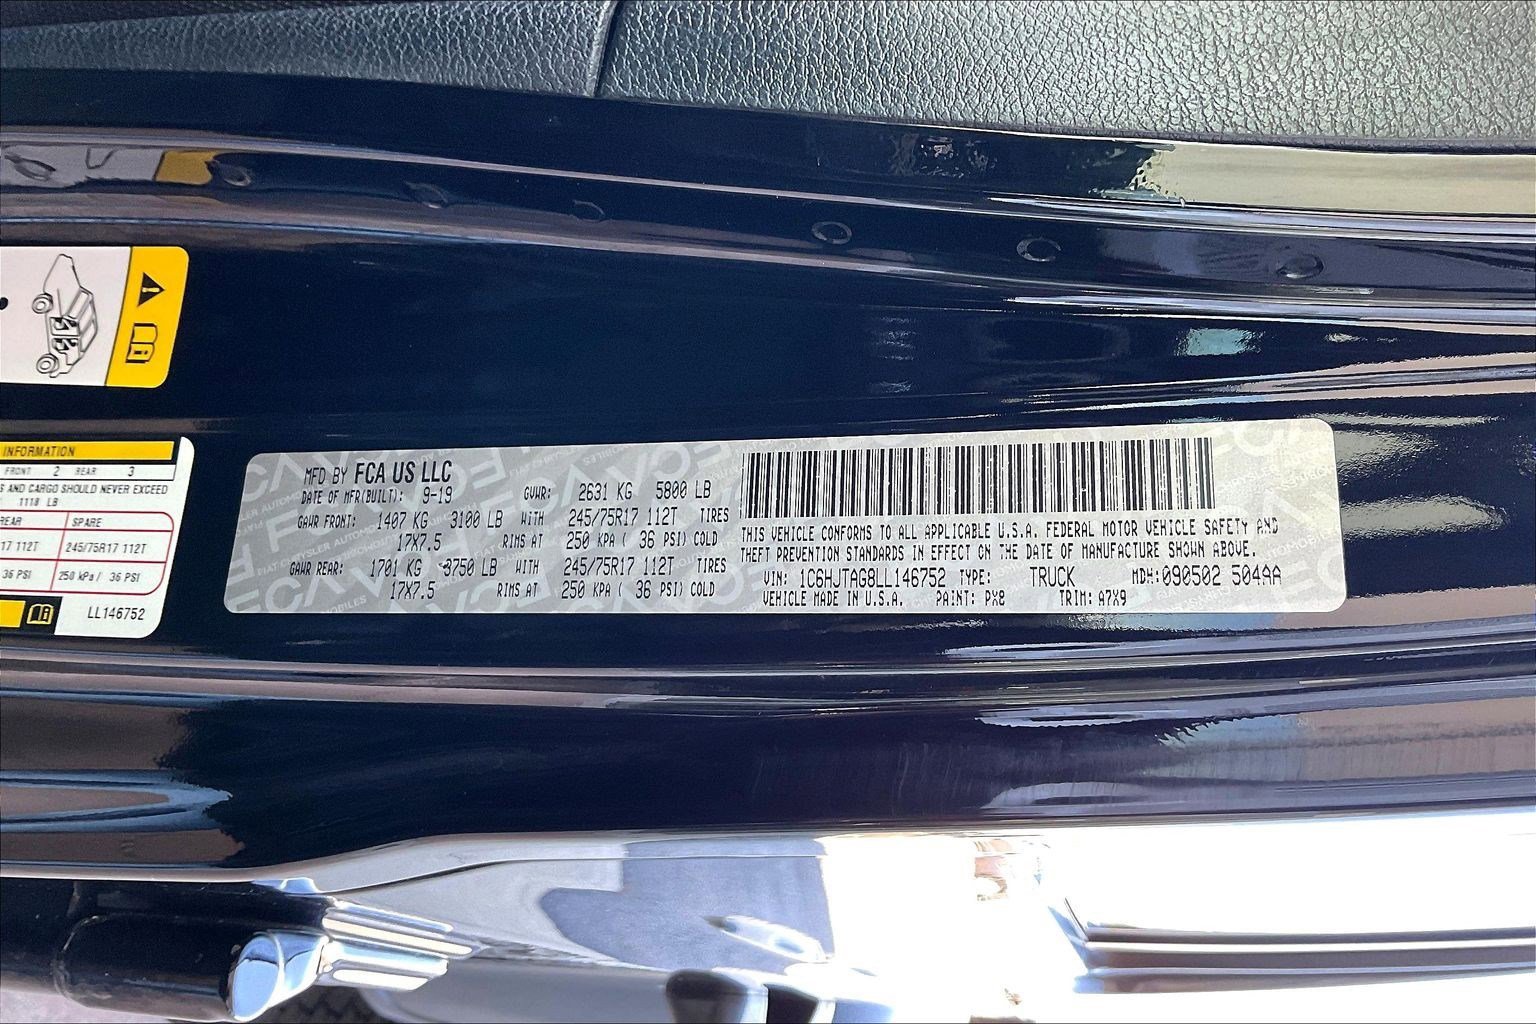 INFORMATION
FRONT 2 REAR 3
S AND CARGO SHOULD NEVER EXCEED
1118 LB
REAR SPARE
17 112T 245/75R17 112T
36 PSI 250 kPa / 36 PSI
LL146752
MFD BY FCA US LLC
DATE OF MFR(BUILT): 9-19 GVWR: 2631 KG 5800 LB
GAWR FRONT: 1407 KG 3100 LB WITH 245/75R17 112T TIRES
17X7.5 RIMS AT 250 KPA ( 36 PSI) COLD
GAWR REAR: 1701 KG 3750 LB WITH 245/75R17 112T TIRES
17X7.5 RIMS AT 250 KPA ( 36 PSI) COLD
THIS VEHICLE CONFORMS TO ALL APPLICABLE U.S.A. FEDERAL MOTOR VEHICLE SAFETY AND
THEFT PREVENTION STANDARDS IN EFFECT ON THE DATE OF MANUFACTURE SHOWN ABOVE.
VIN: 1C6HJTAG8LL146752 TYPE: TRUCK MDH:090502 504AA
VEHICLE MADE IN U.S.A. PAINT: PX8 TRIM: A7X9